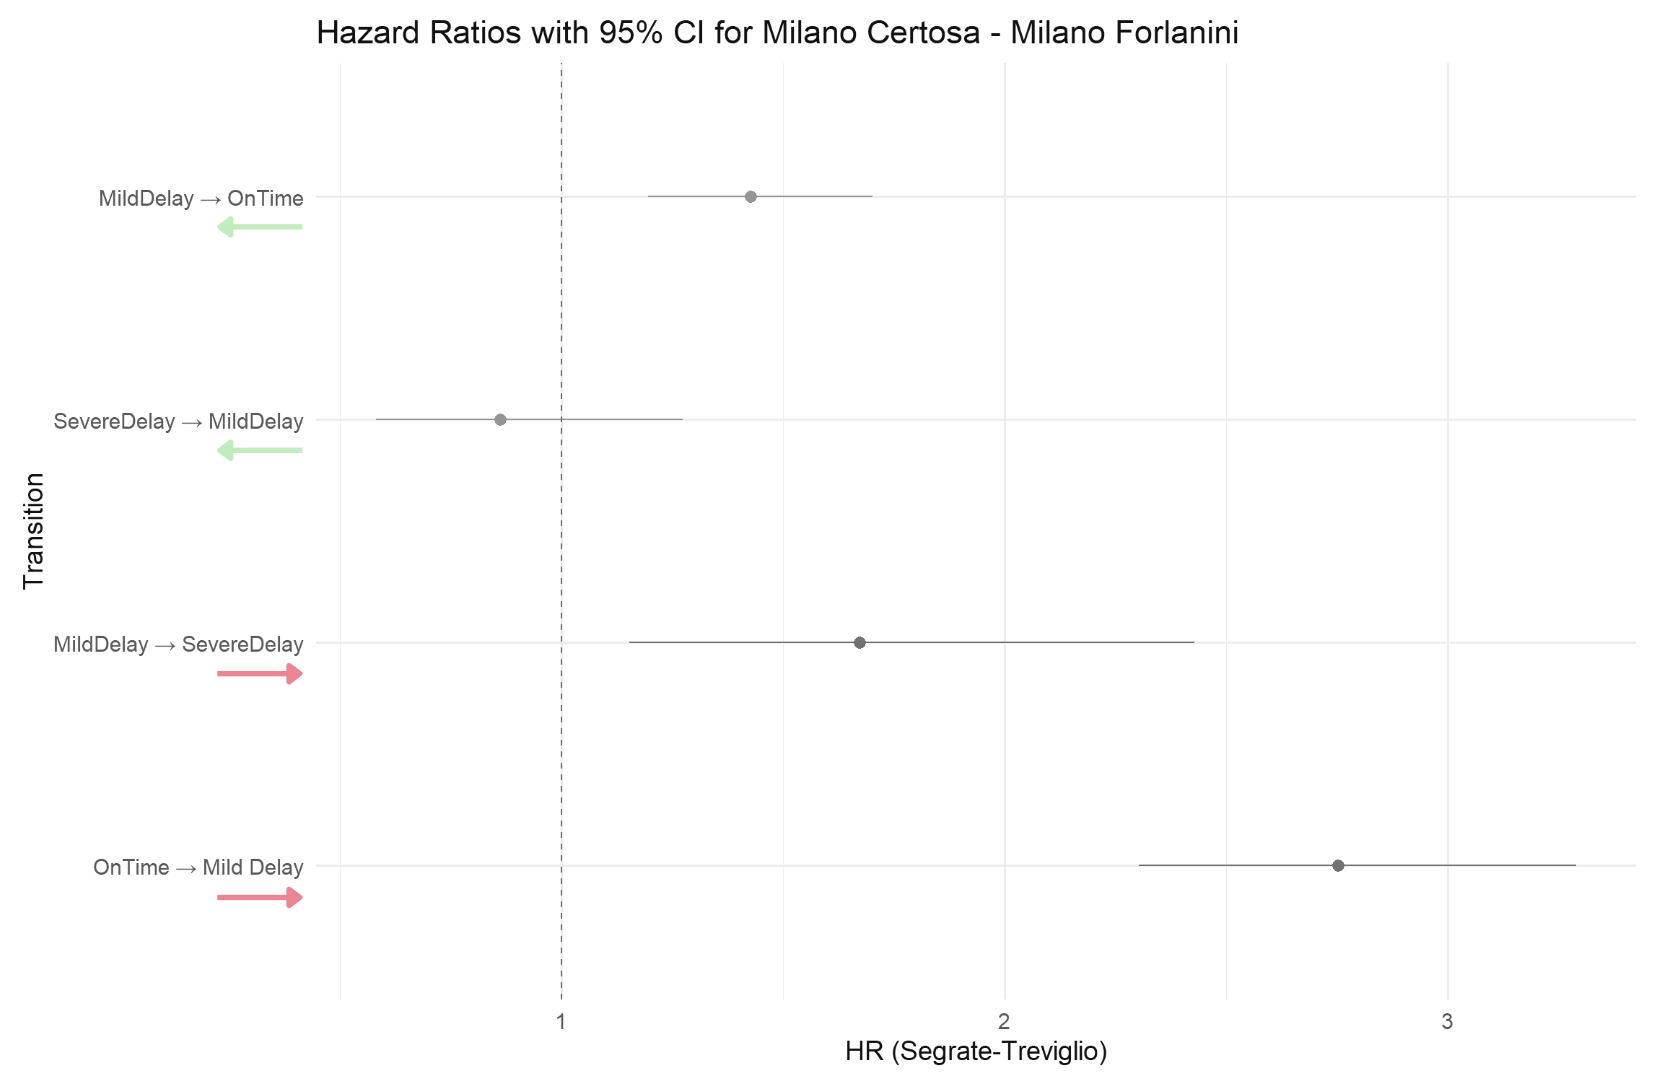 Hazard Ratios with 95% CI for Milano Certosa - Milano Forlanini
MildDelay → OnTime
SevereDelay → MildDelay
MildDelay → SevereDelay
OnTime → Mild Delay
Transition
1 2 3
HR (Segrate-Treviglio)